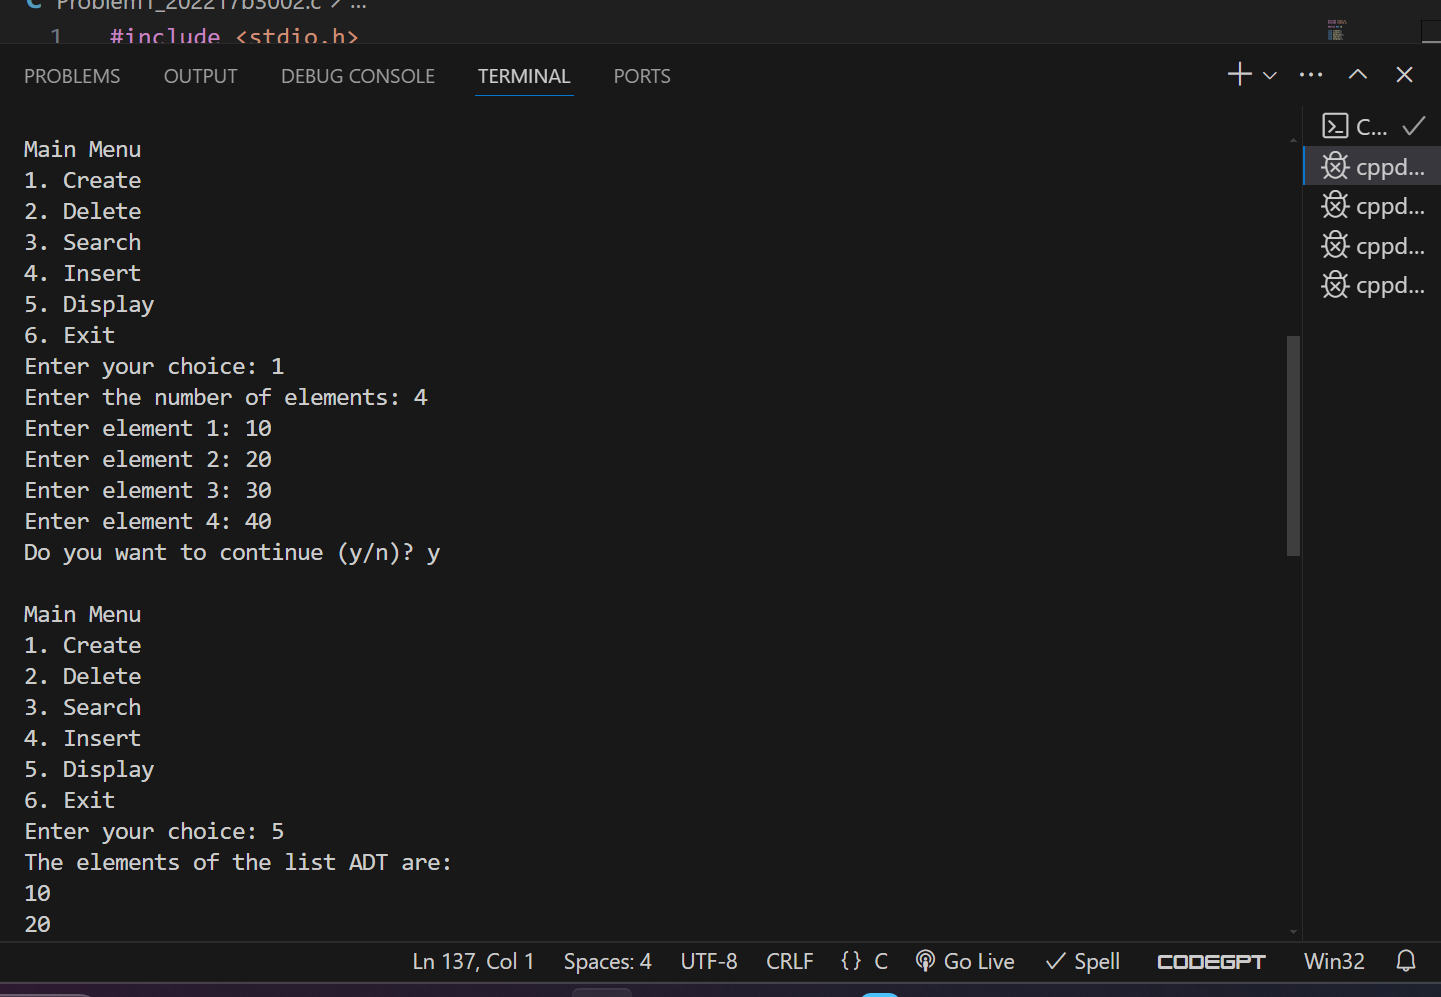 Problem1_202217b3002.c > ...
1 #include <stdio.h>
PROBLEMS OUTPUT DEBUG CONSOLE TERMINAL PORTS
C...
cppd...
cppd...
cppd...
cppd...
Main Menu
1. Create
2. Delete
3. Search
4. Insert
5. Display
6. Exit
Enter your choice: 1
Enter the number of elements: 4
Enter element 1: 10
Enter element 2: 20
Enter element 3: 30
Enter element 4: 40
Do you want to continue (y/n)? y
Main Menu
1. Create
2. Delete
3. Search
4. Insert
5. Display
6. Exit
Enter your choice: 5
The elements of the list ADT are:
10
20
Ln 137, Col 1 Spaces: 4 UTF-8 CRLF {} C Go Live Spell CODEGPT Win32